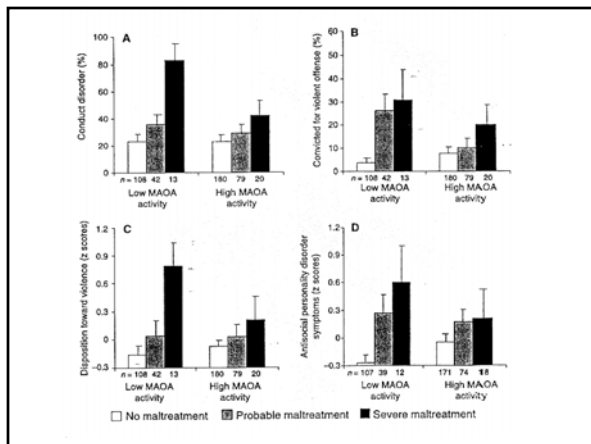 A
Conduct disorder (%)
100
80
60
40
20
0
n = 108 42 13
180 79 20
Low MAOA
activity
High MAOA
activity
B
Convicted for violent offense (%)
60
50
40
30
20
10
0
n = 108 42 13
180 79 20
Low MAOA
activity
High MAOA
activity
C
Disposition toward violence (z scores)
1.2
0.9
0.6
0.3
0
−0.3
n = 108 42 13
180 79 20
Low MAOA
activity
High MAOA
activity
D
Antisocial personality disorder
symptoms (z scores)
1.2
0.9
0.6
0.3
0
−0.3
n = 107 39 12
171 74 18
Low MAOA
activity
High MAOA
activity
No maltreatment Probable maltreatment Severe maltreatment